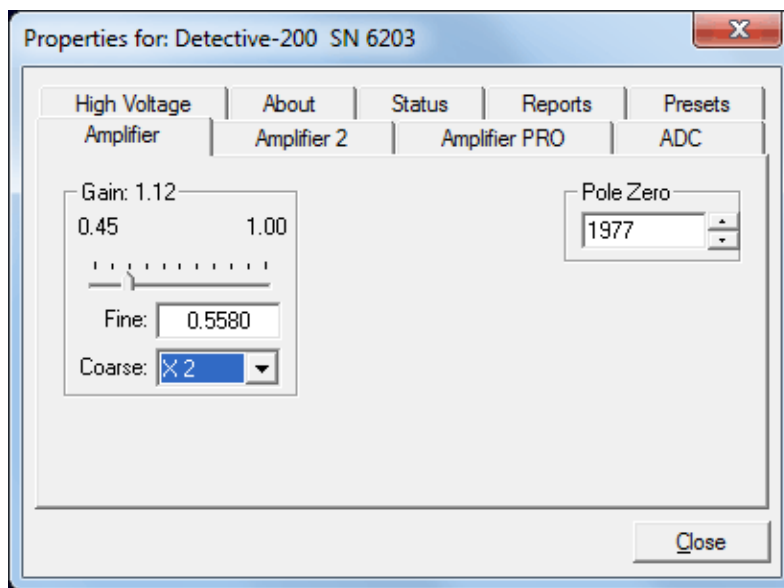 Properties for: Detective-200 SN 6203
High Voltage About Status Reports Presets
Amplifier Amplifier 2 Amplifier PRO ADC
Gain: 1.12
0.45 1.00
Fine: 0.5580
Coarse: X 2
Pole Zero
1977
Close